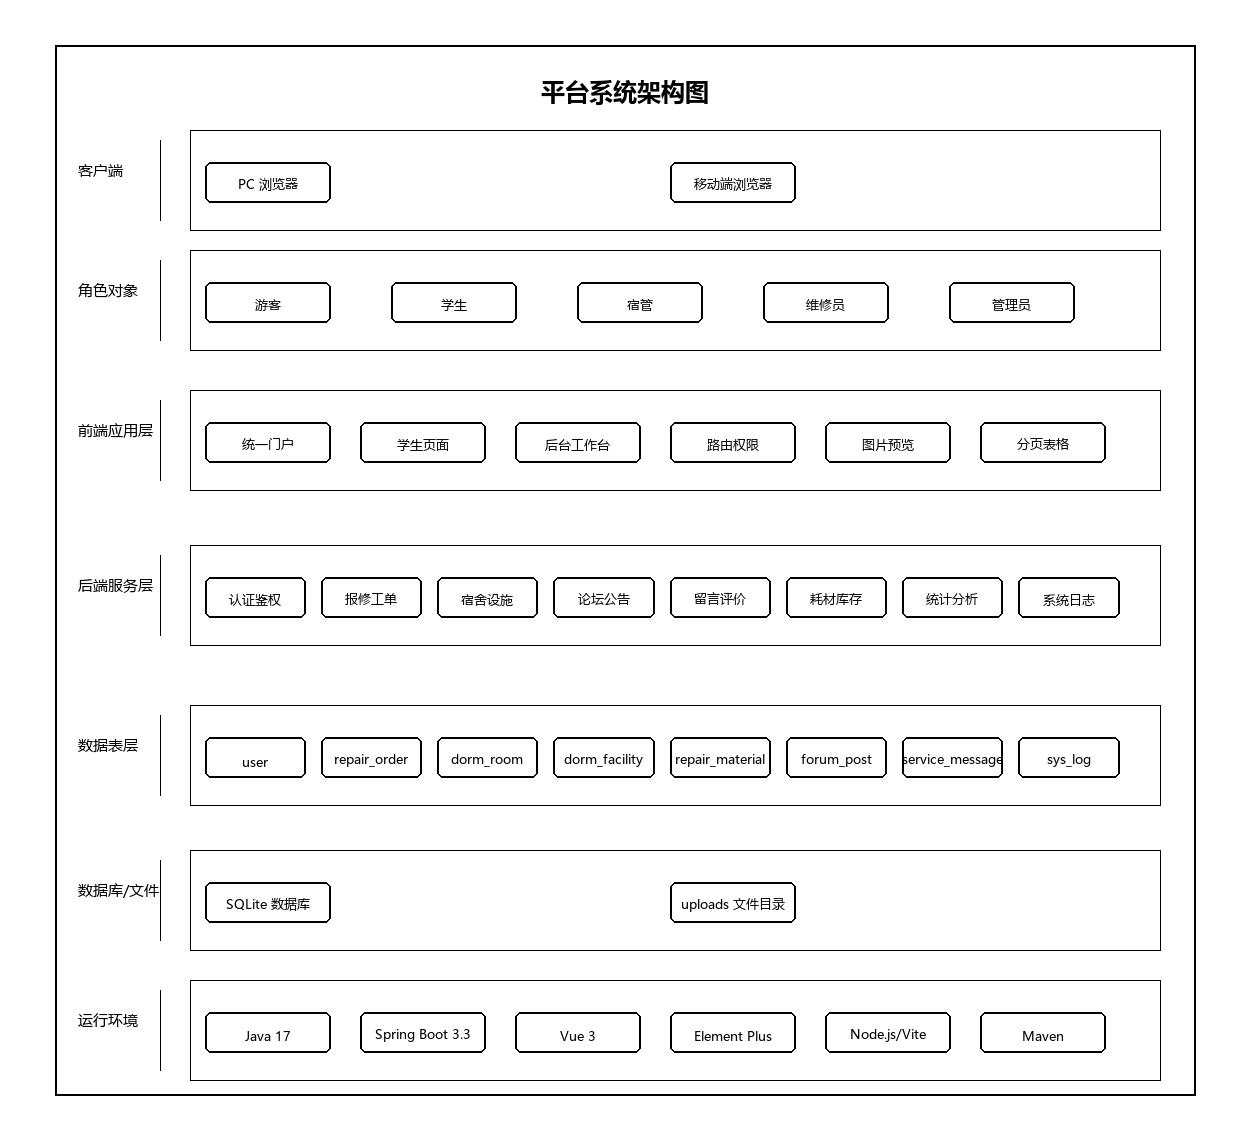 平台系统架构图
客户端
PC 浏览器
移动端浏览器
角色对象
游客
学生
宿管
维修员
管理员
前端应用层
统一门户
学生页面
后台工作台
路由权限
图片预览
分页表格
后端服务层
认证鉴权
报修工单
宿舍设施
论坛公告
留言评价
耗材库存
统计分析
系统日志
数据表层
user
repair_order
dorm_room
dorm_facility
repair_material
forum_post
service_message
sys_log
数据库/文件
SQLite 数据库
uploads 文件目录
运行环境
Java 17
Spring Boot 3.3
Vue 3
Element Plus
Node.js/Vite
Maven